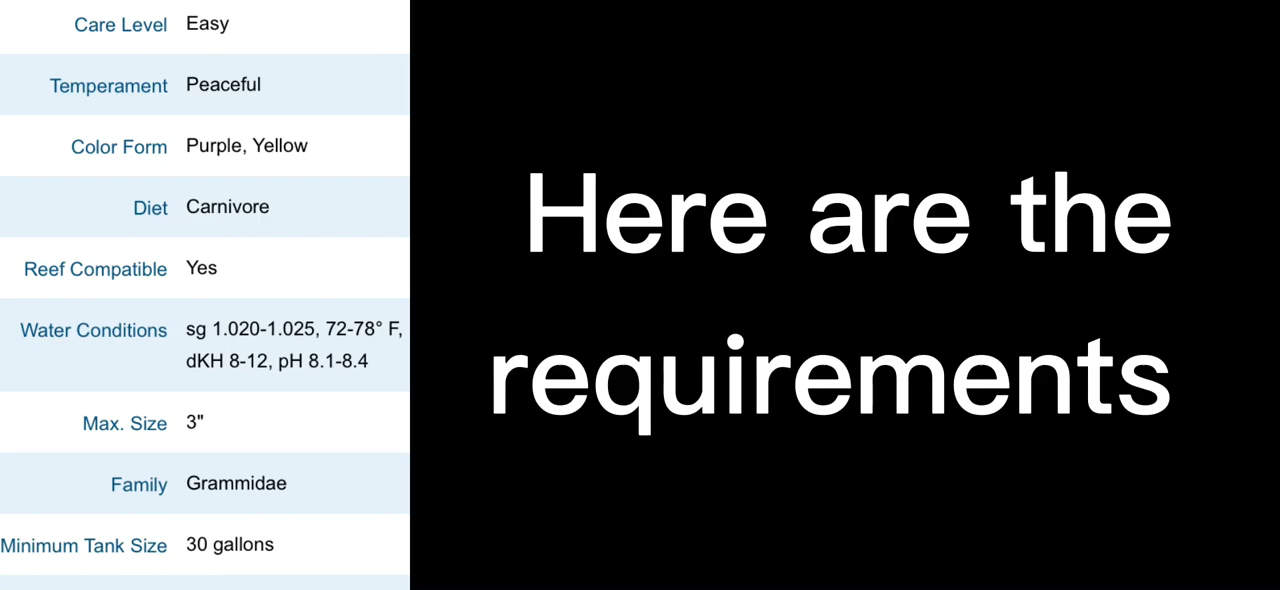 Care Level Easy
Temperament Peaceful
Color Form Purple, Yellow
Diet Carnivore
Reef Compatible Yes
Water Conditions sg 1.020-1.025, 72-78° F,
dKH 8-12, pH 8.1-8.4
Max. Size 3"
Family Grammidae
Minimum Tank Size 30 gallons
Here are the
requirements